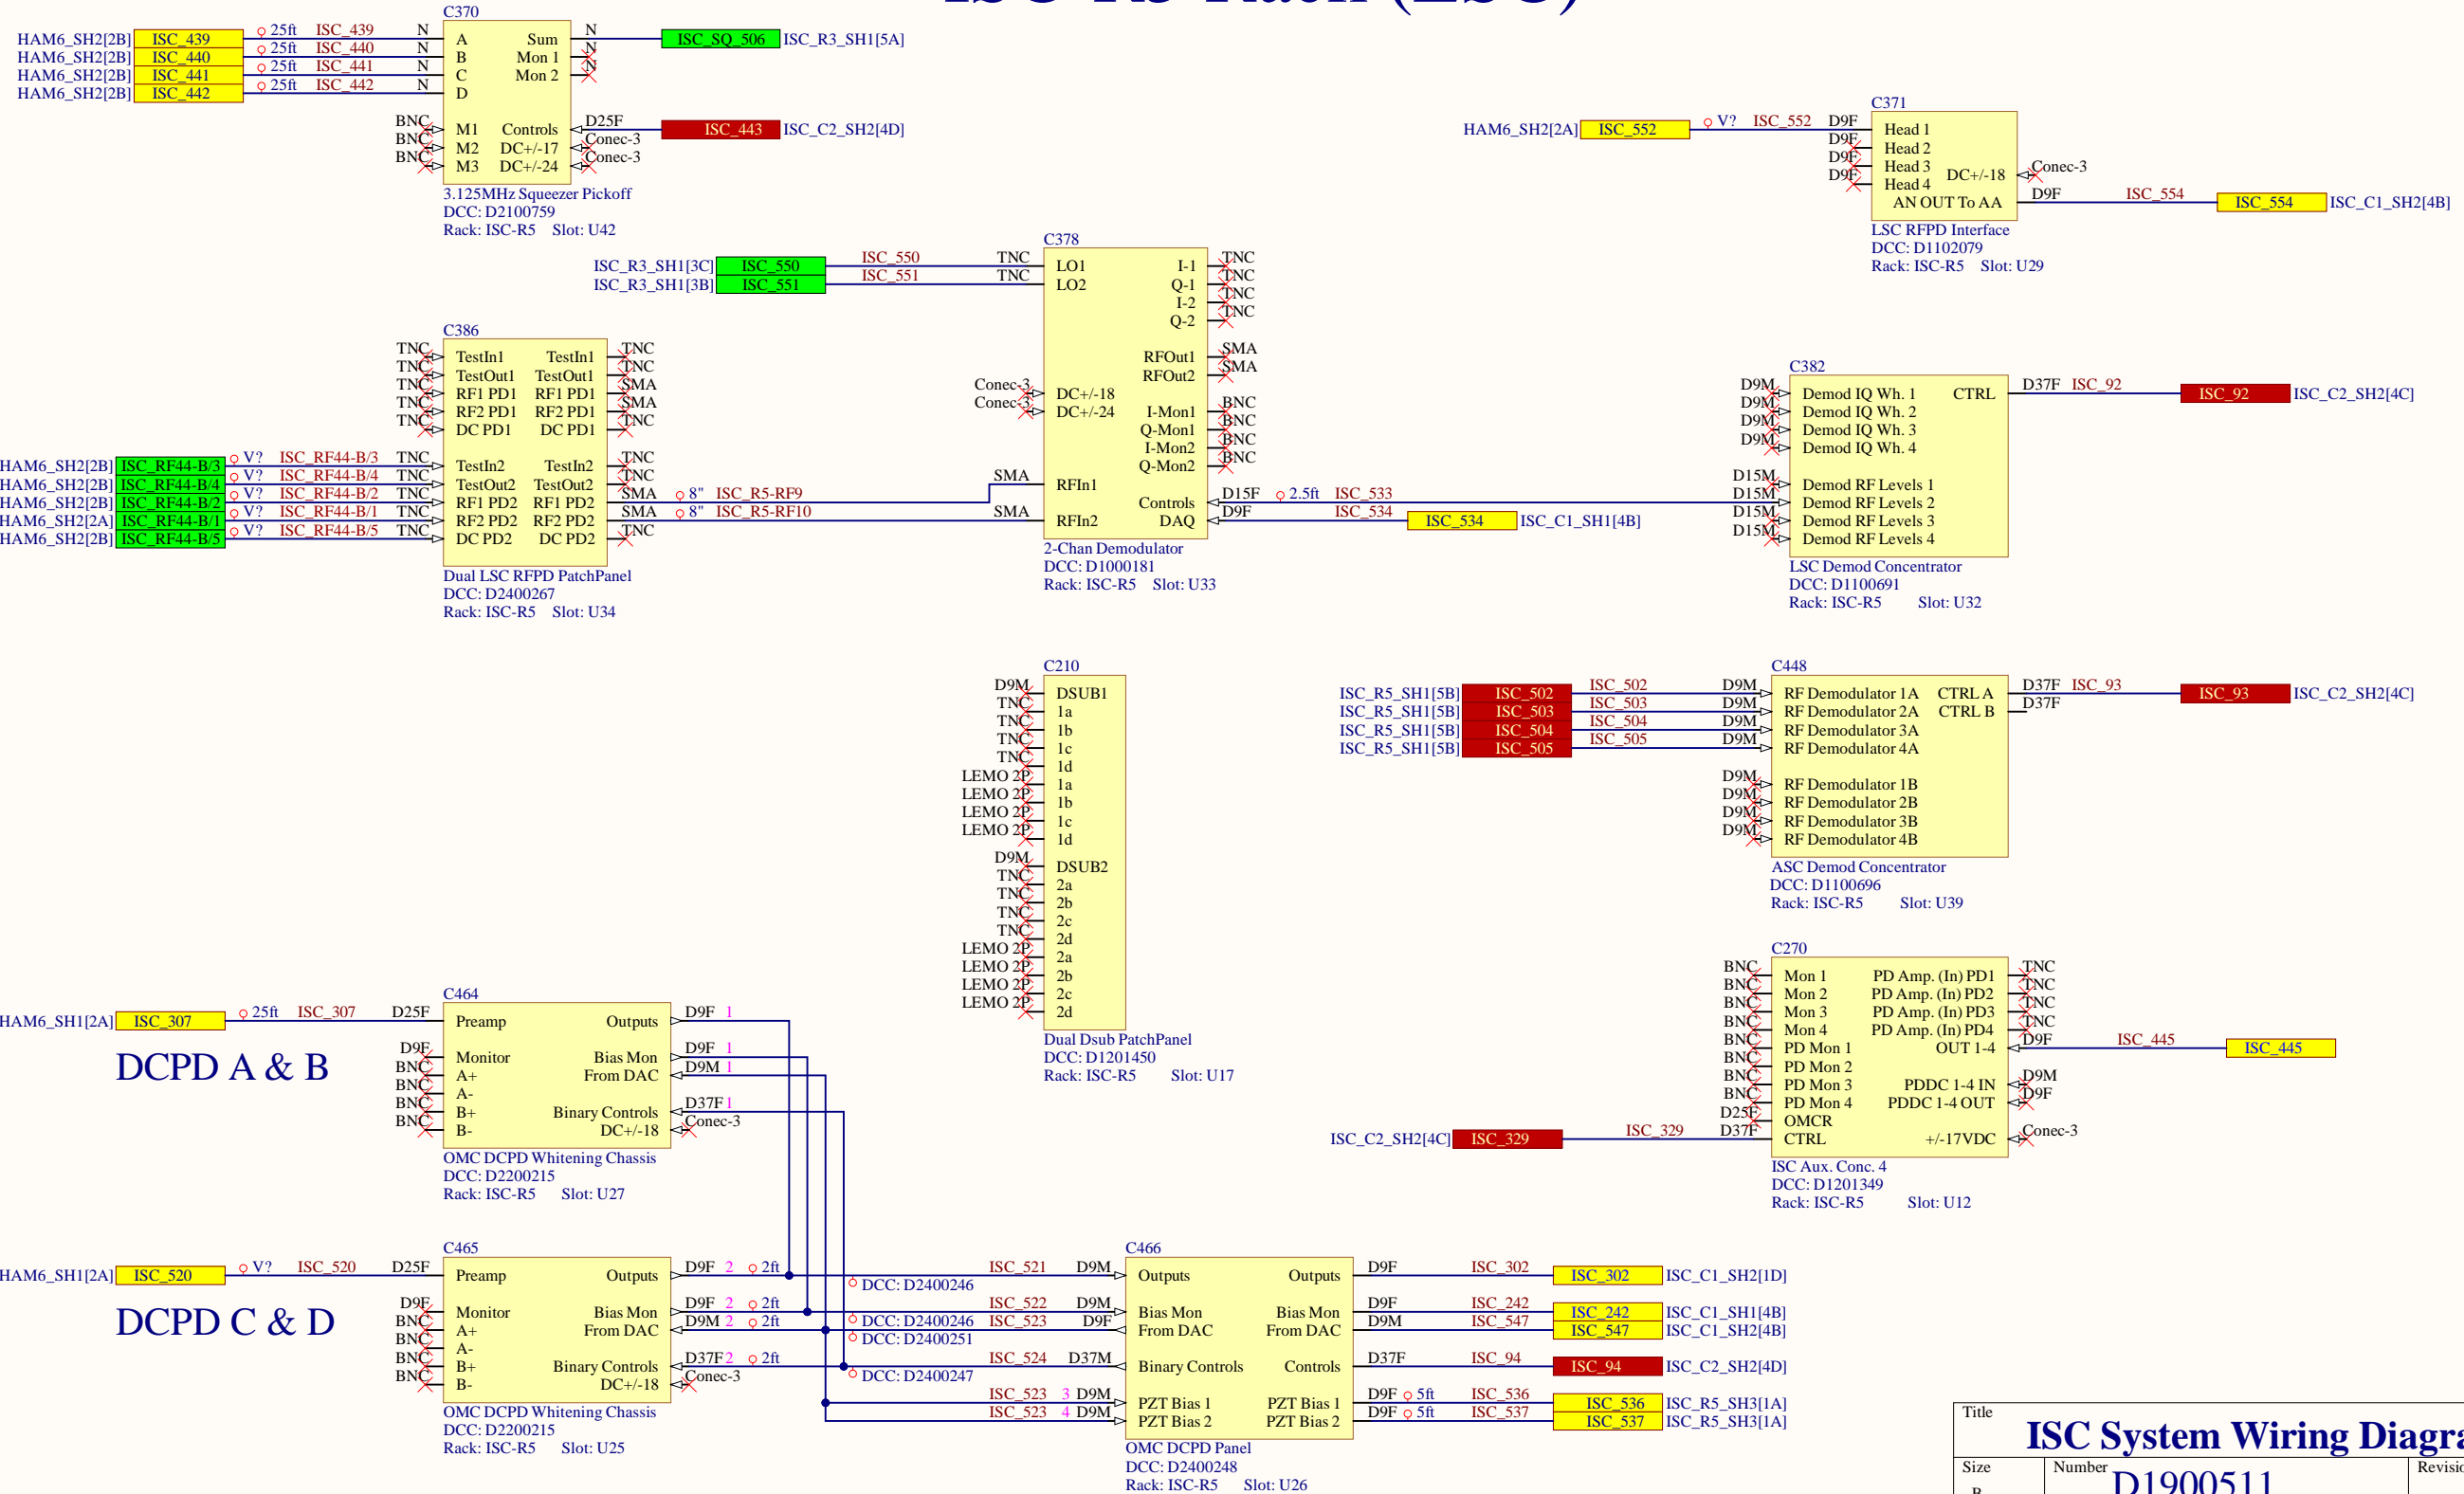 C370
HAM6_SH2[2B] ISC_439 25ft ISC_439 N A Sum N ISC_SQ_506 ISC_R3_SH1[5A]
HAM6_SH2[2B] ISC_440 25ft ISC_440 N B Mon 1 N
HAM6_SH2[2B] ISC_441 25ft ISC_441 N C Mon 2 N
HAM6_SH2[2B] ISC_442 25ft ISC_442 N D
BNC M1 Controls D25F ISC_443 ISC_C2_SH2[4D]
BNC M2 DC+/-17 Conec-3
BNC M3 DC+/-24 Conec-3
3.125MHz Squeezer Pickoff
DCC: D2100759
Rack: ISC-R5 Slot: U42
C371
HAM6_SH2[2A] ISC_552 V? ISC_552 D9F Head 1
D9F Head 2
D9F Head 3
D9F Head 4
DC+/-18 Conec-3
AN OUT To AA D9F ISC_554 ISC_554 ISC_C1_SH2[4B]
LSC RFPD Interface
DCC: D1102079
Rack: ISC-R5 Slot: U29
C378
ISC_R3_SH1[3C] ISC_550 ISC_550 TNC LO1 I-1 TNC
ISC_R3_SH1[3B] ISC_551 ISC_551 TNC LO2 Q-1 TNC
I-2 TNC
Q-2 TNC
RFOut1 SMA
RFOut2 SMA
Conec-3 DC+/-18
Conec-3 DC+/-24 I-Mon1 BNC
Q-Mon1 BNC
I-Mon2 BNC
Q-Mon2 BNC
SMA RFIn1
Controls D15F 2.5ft ISC_533
SMA RFIn2 DAQ D9F ISC_534 ISC_534 ISC_C1_SH1[4B]
2-Chan Demodulator
DCC: D1000181
Rack: ISC-R5 Slot: U33
C386
TNC TestIn1 TestIn1 TNC
TNC TestOut1 TestOut1 TNC
TNC RF1 PD1 RF1 PD1 SMA
TNC RF2 PD1 RF2 PD1 SMA
TNC DC PD1 DC PD1 TNC
HAM6_SH2[2B] ISC_RF44-B/3 V? ISC_RF44-B/3 TNC TestIn2 TestIn2 TNC
HAM6_SH2[2B] ISC_RF44-B/4 V? ISC_RF44-B/4 TNC TestOut2 TestOut2 TNC
HAM6_SH2[2B] ISC_RF44-B/2 V? ISC_RF44-B/2 TNC RF1 PD2 RF1 PD2 SMA 8" ISC_R5-RF9
HAM6_SH2[2A] ISC_RF44-B/1 V? ISC_RF44-B/1 TNC RF2 PD2 RF2 PD2 SMA 8" ISC_R5-RF10
HAM6_SH2[2B] ISC_RF44-B/5 V? ISC_RF44-B/5 TNC DC PD2 DC PD2 TNC
Dual LSC RFPD PatchPanel
DCC: D2400267
Rack: ISC-R5 Slot: U34
C382
D9M Demod IQ Wh. 1 CTRL D37F ISC_92 ISC_92 ISC_C2_SH2[4C]
D9M Demod IQ Wh. 2
D9M Demod IQ Wh. 3
D9M Demod IQ Wh. 4
D15M Demod RF Levels 1
D15M Demod RF Levels 2
D15M Demod RF Levels 3
D15M Demod RF Levels 4
LSC Demod Concentrator
DCC: D1100691
Rack: ISC-R5 Slot: U32
C210
D9M DSUB1
TNC 1a
TNC 1b
TNC 1c
TNC 1d
LEMO 2P 1a
LEMO 2P 1b
LEMO 2P 1c
LEMO 2P 1d
D9M DSUB2
TNC 2a
TNC 2b
TNC 2c
TNC 2d
LEMO 2P 2a
LEMO 2P 2b
LEMO 2P 2c
LEMO 2P 2d
Dual Dsub PatchPanel
DCC: D1201450
Rack: ISC-R5 Slot: U17
C448
ISC_R5_SH1[5B] ISC_502 ISC_502 D9M RF Demodulator 1A CTRL A D37F ISC_93 ISC_93 ISC_C2_SH2[4C]
ISC_R5_SH1[5B] ISC_503 ISC_503 D9M RF Demodulator 2A CTRL B D37F
ISC_R5_SH1[5B] ISC_504 ISC_504 D9M RF Demodulator 3A
ISC_R5_SH1[5B] ISC_505 ISC_505 D9M RF Demodulator 4A
D9M RF Demodulator 1B
D9M RF Demodulator 2B
D9M RF Demodulator 3B
D9M RF Demodulator 4B
ASC Demod Concentrator
DCC: D1100696
Rack: ISC-R5 Slot: U39
C270
BNC Mon 1 PD Amp. (In) PD1 TNC
BNC Mon 2 PD Amp. (In) PD2 TNC
BNC Mon 3 PD Amp. (In) PD3 TNC
BNC Mon 4 PD Amp. (In) PD4 TNC
BNC PD Mon 1 OUT 1-4 D9F ISC_445 ISC_445
BNC PD Mon 2
BNC PD Mon 3 PDDC 1-4 IN D9M
BNC PD Mon 4 PDDC 1-4 OUT D9F
D25F OMCR
ISC_C2_SH2[4C] ISC_329 ISC_329 D37F CTRL +/-17VDC Conec-3
ISC Aux. Conc. 4
DCC: D1201349
Rack: ISC-R5 Slot: U12
C464
HAM6_SH1[2A] ISC_307 25ft ISC_307 D25F Preamp Outputs D9F 1
DCPD A & B
D9F Monitor Bias Mon D9F 1
BNC A+ From DAC D9M 1
BNC A-
BNC B+ Binary Controls D37F 1
BNC B- DC+/-18 Conec-3
OMC DCPD Whitening Chassis
DCC: D2200215
Rack: ISC-R5 Slot: U27
C465
HAM6_SH1[2A] ISC_520 V? ISC_520 D25F Preamp Outputs D9F 2 2ft
DCPD C & D
D9F Monitor Bias Mon D9F 2 2ft
BNC A+ From DAC D9M 2 2ft
BNC A-
BNC B+ Binary Controls D37F 2 2ft
BNC B- DC+/-18 Conec-3
OMC DCPD Whitening Chassis
DCC: D2200215
Rack: ISC-R5 Slot: U25
C466
ISC_521 D9M Outputs Outputs D9F ISC_302 ISC_302 ISC_C1_SH2[1D]
DCC: D2400246
ISC_522 D9M Bias Mon Bias Mon D9F ISC_242 ISC_242 ISC_C1_SH1[4B]
DCC: D2400246
ISC_523 D9F From DAC From DAC D9M ISC_547 ISC_547 ISC_C1_SH2[4B]
DCC: D2400251
ISC_524 D37M Binary Controls Controls D37F ISC_94 ISC_94 ISC_C2_SH2[4D]
DCC: D2400247
ISC_523 3 D9M PZT Bias 1 PZT Bias 1 D9F 5ft ISC_536 ISC_536 ISC_R5_SH3[1A]
ISC_523 4 D9M PZT Bias 2 PZT Bias 2 D9F 5ft ISC_537 ISC_537 ISC_R5_SH3[1A]
OMC DCPD Panel
DCC: D2400248
Rack: ISC-R5 Slot: U26
Title
ISC System Wiring Diagra
Size Number Revisio
B D1900511